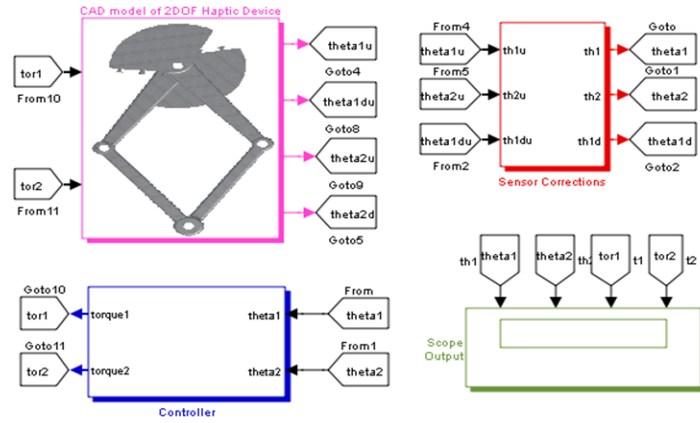 CAD model of 2DOF Haptic Device
tor1
From10
tor2
From11
theta1u
Goto4
theta1du
Goto8
theta2u
Goto9
theta2d
Goto5
From4
theta1u
From5
theta2u
theta1du
From2
th1u
th2u
th1du
th1
th2
th1d
Goto
theta1
Goto1
theta2
theta1d
Goto2
Sensor Corrections
th1
theta1
theta2
th2
tor1
t1
tor2
t2
Scope
Output
Goto10
tor1
Goto11
tor2
torque1
torque2
theta1
theta2
From
theta1
From1
theta2
Controller